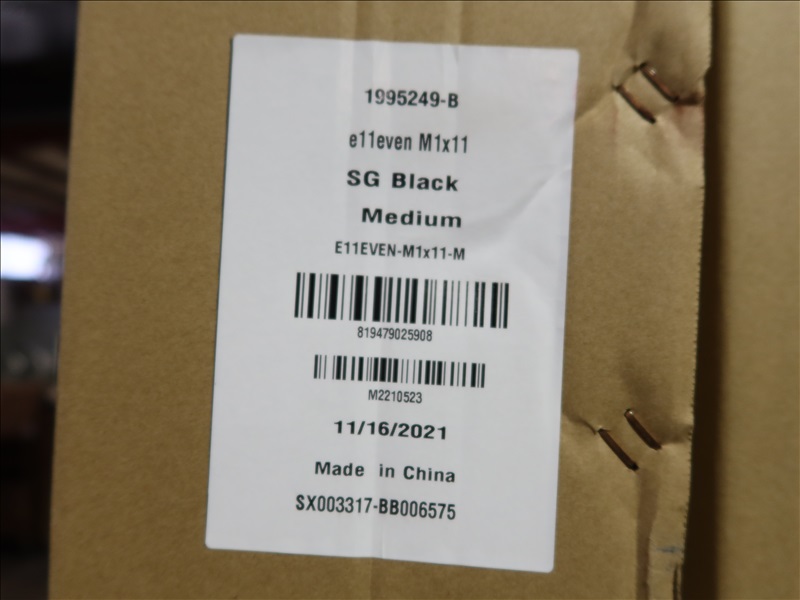 1995249-B
e11even M1x11
SG Black
Medium
E11EVEN-M1x11-M
819479025908
M2210523
11/16/2021
Made in China
SX003317-BB006575